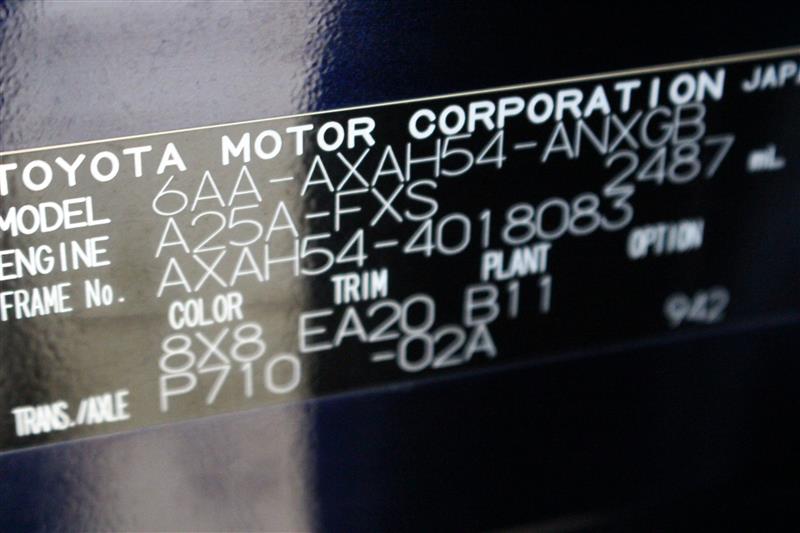 TOYOTA MOTOR CORPORATION JAPA
MODEL 6AA-AXAH54-ANXGB
ENGINE A25A-FXS 2487 mL
FRAME No. AXAH54-4018083
COLOR TRIM PLANT OPTION
8X8 EA20 B11 942
TRANS./AXLE P710 -02A